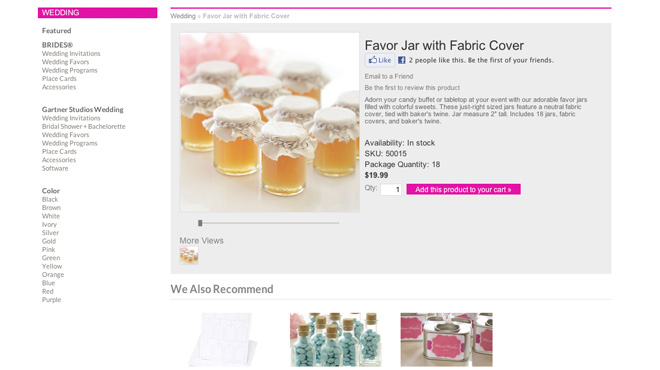 WEDDING
Featured
BRIDES®
Wedding Invitations
Wedding Favors
Wedding Programs
Place Cards
Accessories
Gartner Studios Wedding
Wedding Invitations
Bridal Shower + Bachelorette
Wedding Favors
Wedding Programs
Place Cards
Accessories
Software
Color
Black
Brown
White
Ivory
Silver
Gold
Pink
Green
Yellow
Orange
Blue
Red
Purple
Wedding » Favor Jar with Fabric Cover
Favor Jar with Fabric Cover
Like 2 people like this. Be the first of your friends.
Email to a Friend
Be the first to review this product
Adorn your candy buffet or tabletop at your event with our adorable favor jars
filled with colorful sweets. These just-right sized jars feature a neutral fabric
cover, tied with baker's twine. Jar measure 2" tall. Includes 18 jars, fabric
covers, and baker's twine.
Availability: In stock
SKU: 50015
Package Quantity: 18
$19.99
Qty: 1 Add this product to your cart »
More Views
We Also Recommend